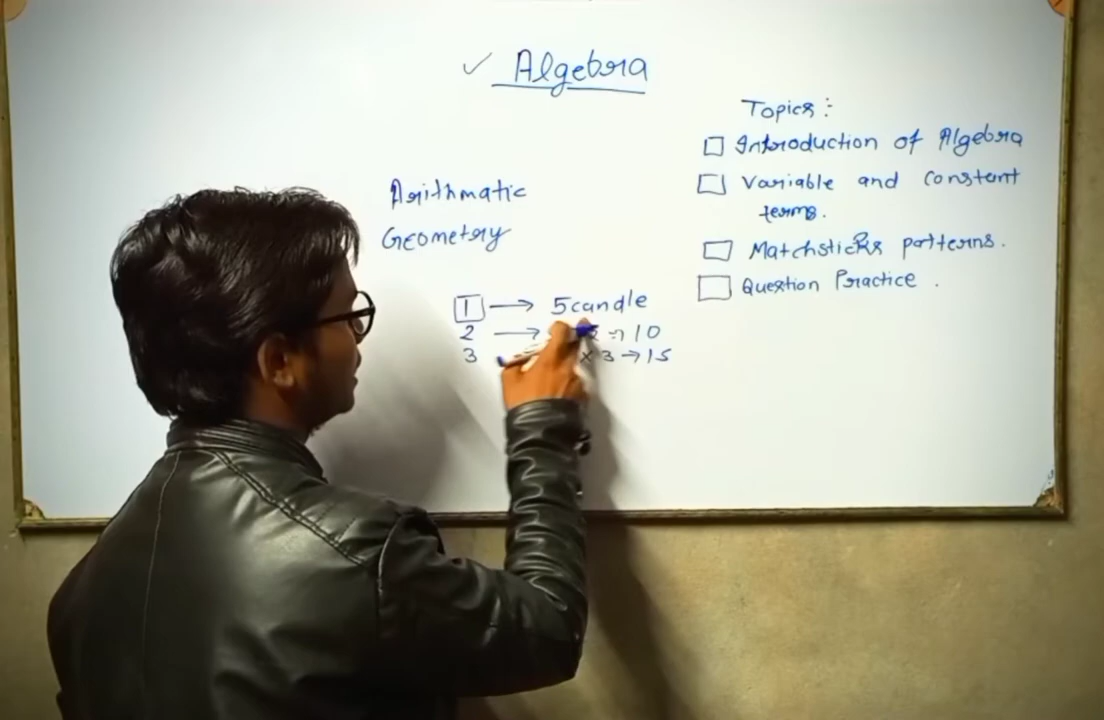 ✓ Algebra
Topics :
Introduction of Algebra
Variable and constant
terms.
Matchsticks patterns.
Question Practice .
Arithmatic
Geometry
1 → 5candle
2 → 2 → 10
3 × 3 → 15